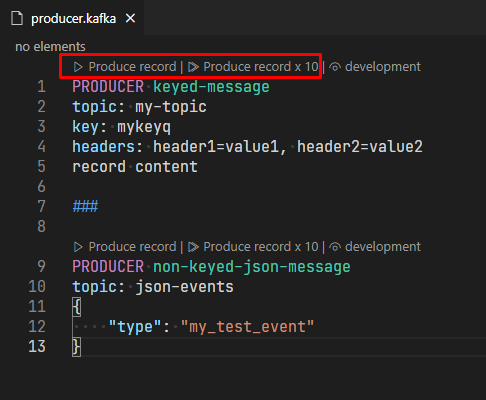 producer.kafka
no elements
Produce record | Produce record x 10 | development
1 PRODUCER keyed-message
2 topic: my-topic
3 key: mykeyq
4 headers: header1=value1, header2=value2
5 record content
6
7 ###
8
Produce record | Produce record x 10 | development
9 PRODUCER non-keyed-json-message
10 topic: json-events
11 {
12     "type": "my_test_event"
13 }